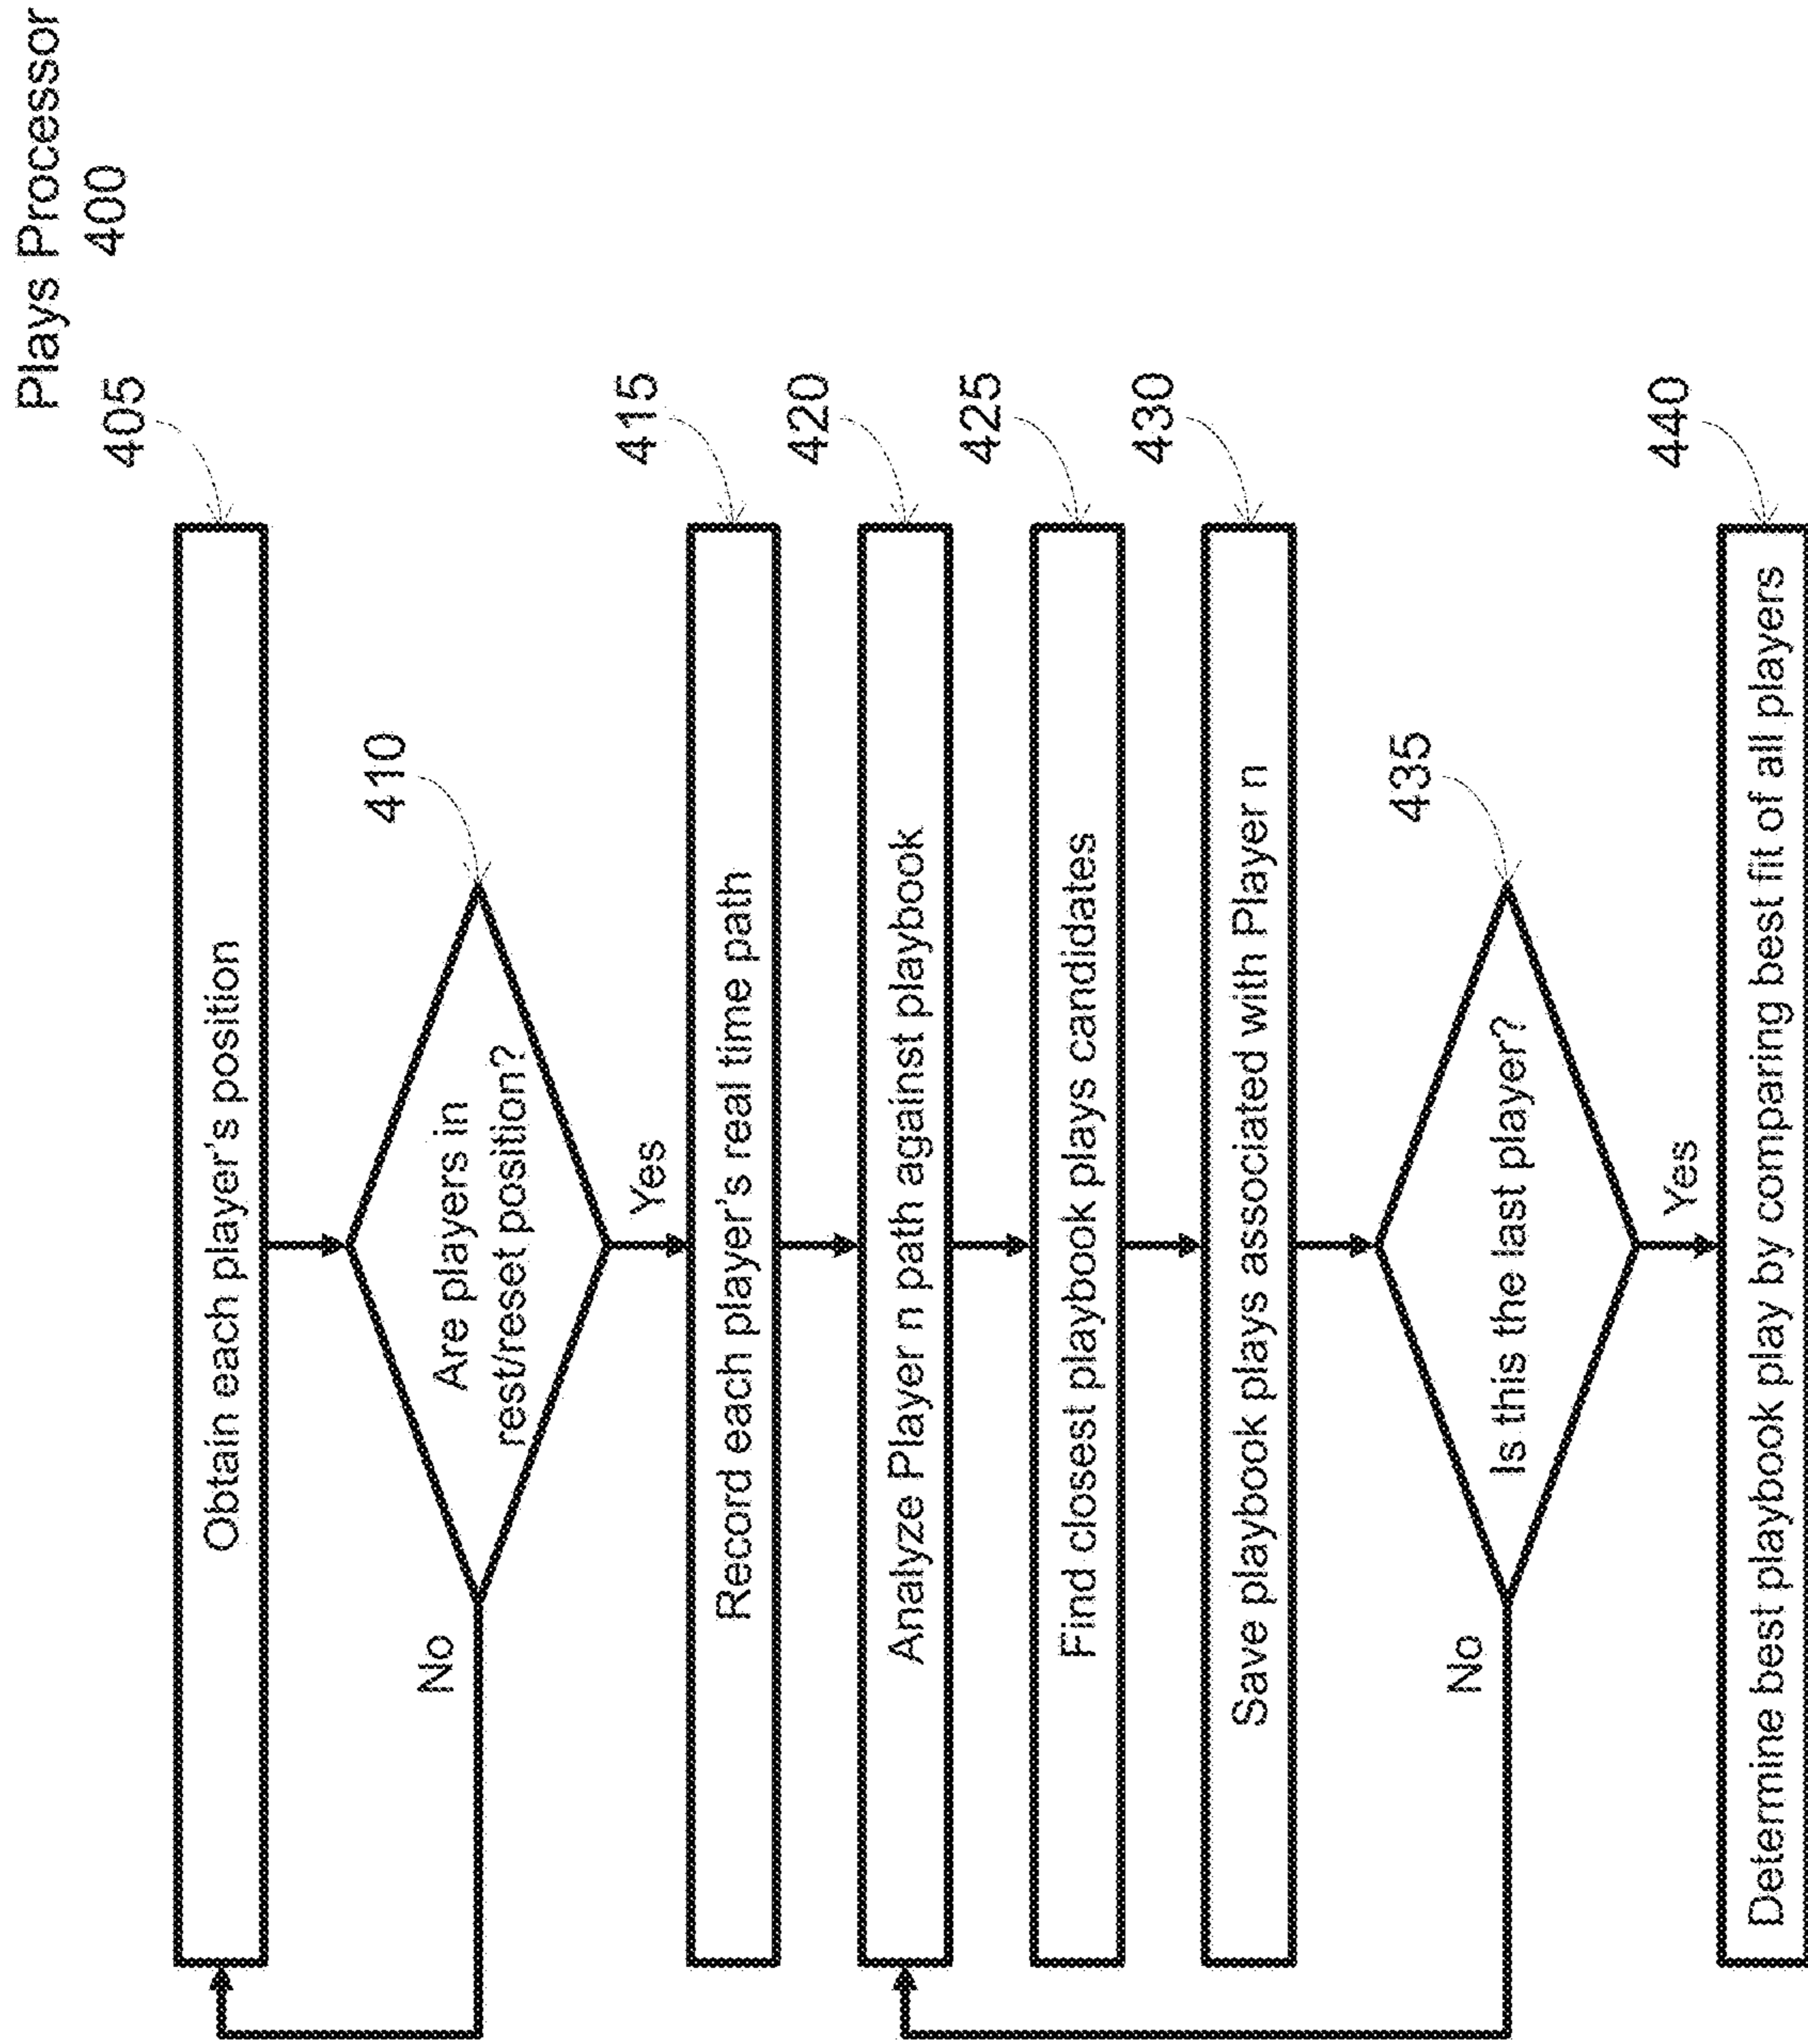 Plays Processor
400
405
Obtain each player's position
410
Are players in
rest/reset position?
No
Yes
415
Record each player's real time path
420
Analyze Player n path against playbook
425
Find closest playbook plays candidates
430
Save playbook plays associated with Player n
435
Is this the last player?
No
Yes
440
Determine best playbook play by comparing best fit of all players